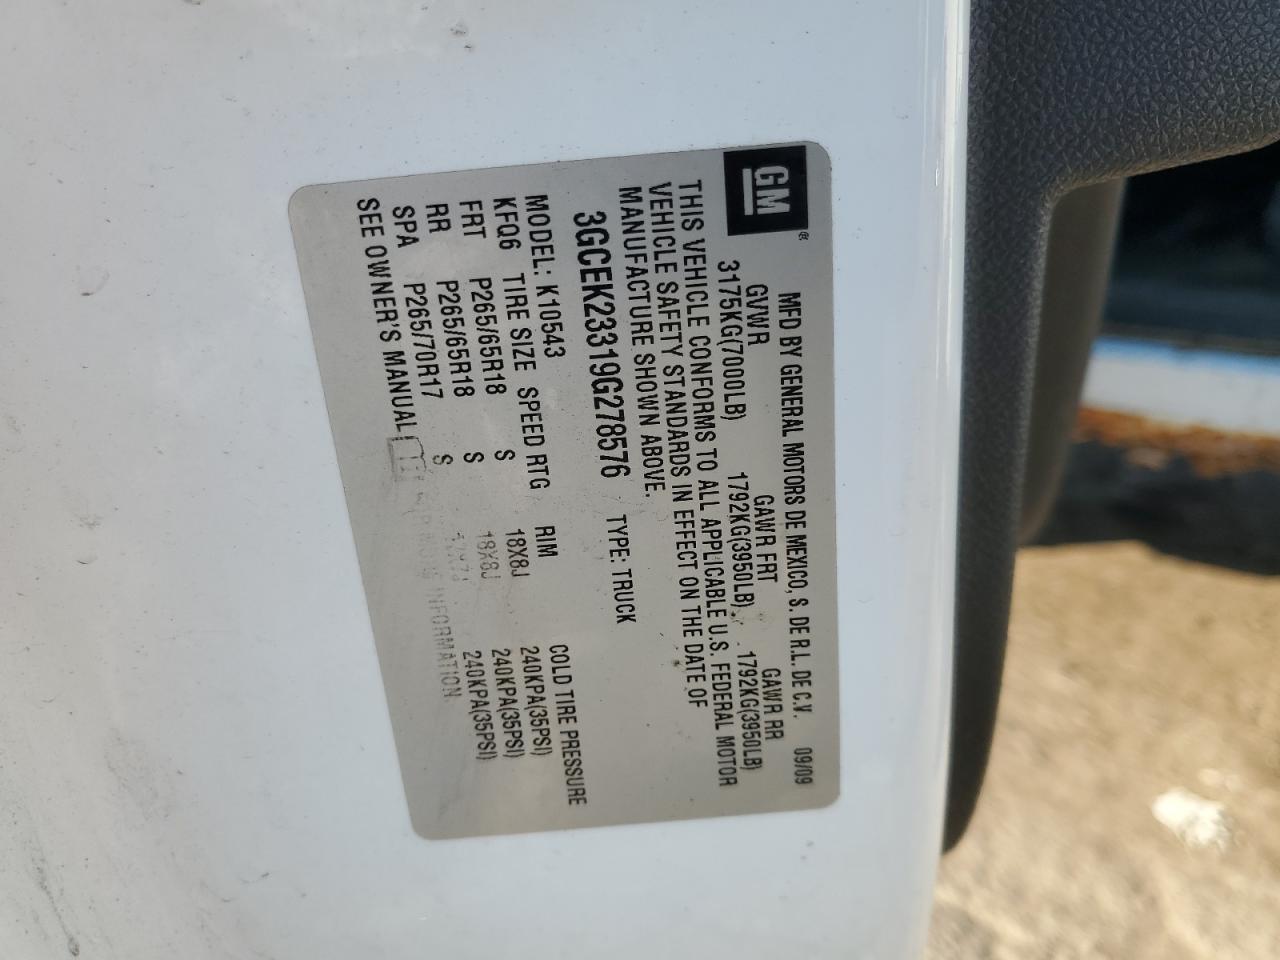 GM ®
MFD BY GENERAL MOTORS DE MEXICO, S. DE R.L. DE C.V. 09/09
GVWR GAWR FRT GAWR RR
3175KG(7000LB) 1792KG(3950LB) 1792KG(3950LB)
THIS VEHICLE CONFORMS TO ALL APPLICABLE U.S. FEDERAL MOTOR
VEHICLE SAFETY STANDARDS IN EFFECT ON THE DATE OF
MANUFACTURE SHOWN ABOVE.
3GCEK23319G278576 TYPE: TRUCK
MODEL: K10543
KFQ6 TIRE SIZE SPEED RTG RIM COLD TIRE PRESSURE
FRT P265/65R18 S 18X8J 240KPA(35PSI)
RR P265/65R18 S 18X8J 240KPA(35PSI)
SPA P265/70R17 S 240KPA(35PSI)
SEE OWNER'S MANUAL INFORMATION